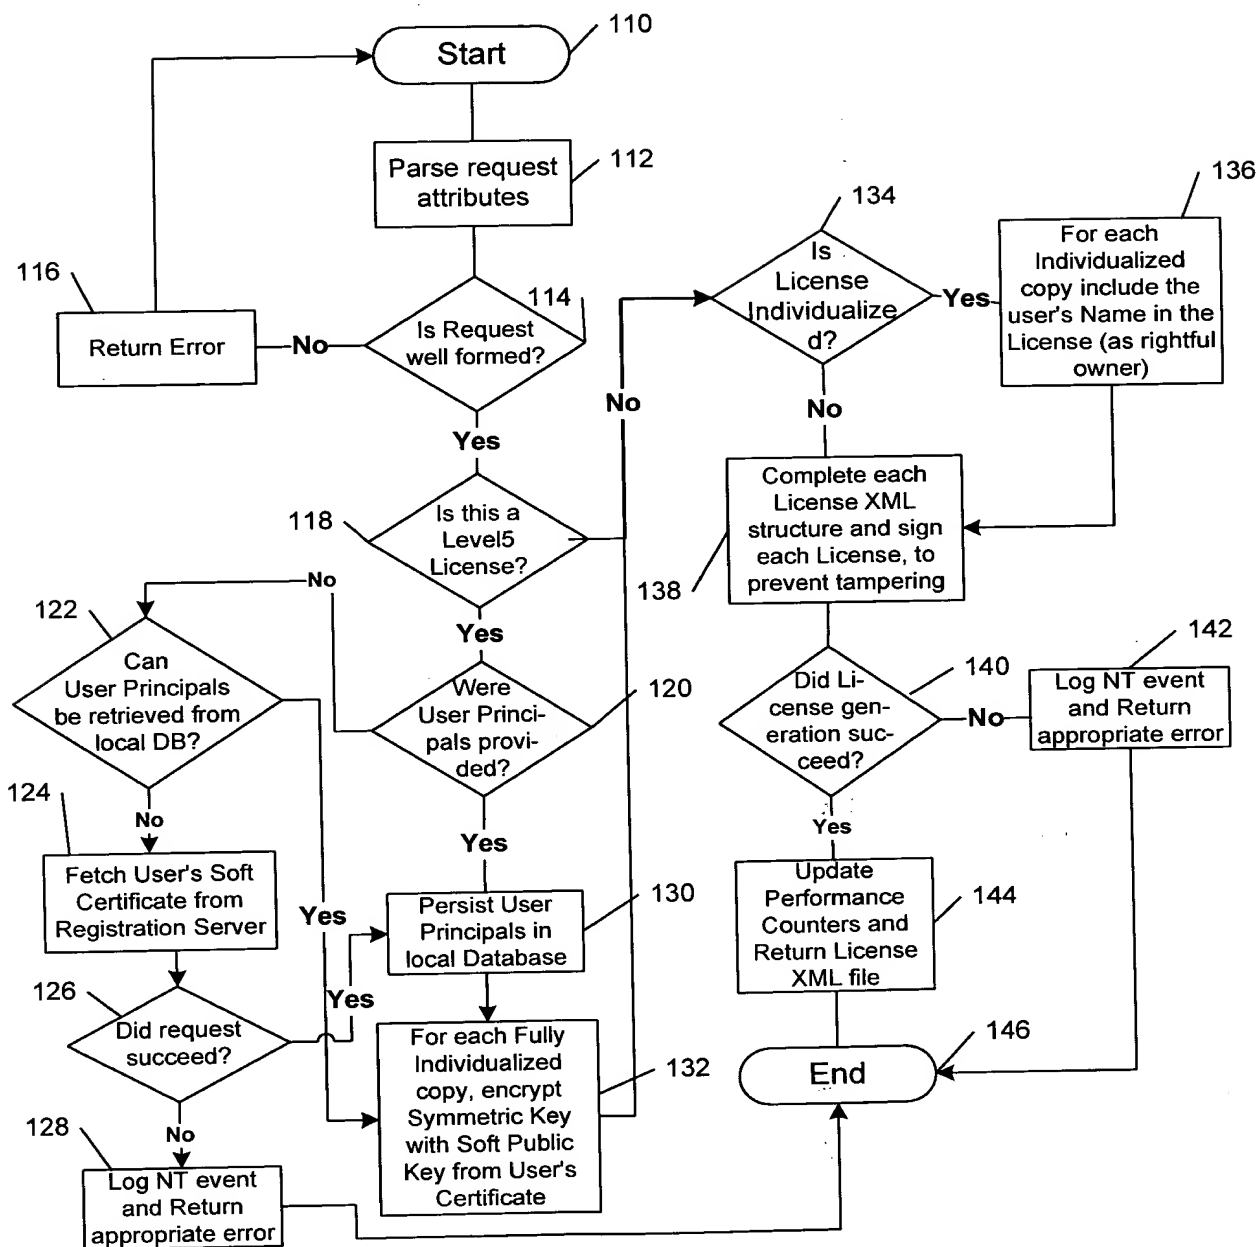 Start
110
Parse request
attributes
112
116
Return Error
No
Is Request
well formed?
114
Yes
118
Is this a
Level5
License?
No
Yes
No
122
Can
User Principals
be retrieved from
local DB?
Were
User Princi-
pals provi-
ded?
120
No
Yes
124
Fetch User's Soft
Certificate from
Registration Server
Yes
Persist User
Principals in
local Database
130
126
Did request
succeed?
Yes
For each Fully
Individualized
copy, encrypt
Symmetric Key
with Soft Public
Key from User's
Certificate
132
No
128
Log NT event
and Return
appropriate error
134
Is
License
Individualize
d?
Yes
136
For each
Individualized
copy include the
user's Name in the
License (as rightful
owner)
No
Complete each
License XML
structure and sign
each License, to
prevent tampering
138
Did Li-
cense gen-
eration suc-
ceed?
140
No
142
Log NT event
and Return
appropriate error
Yes
Update
Performance
Counters and
Return License
XML file
144
End
146